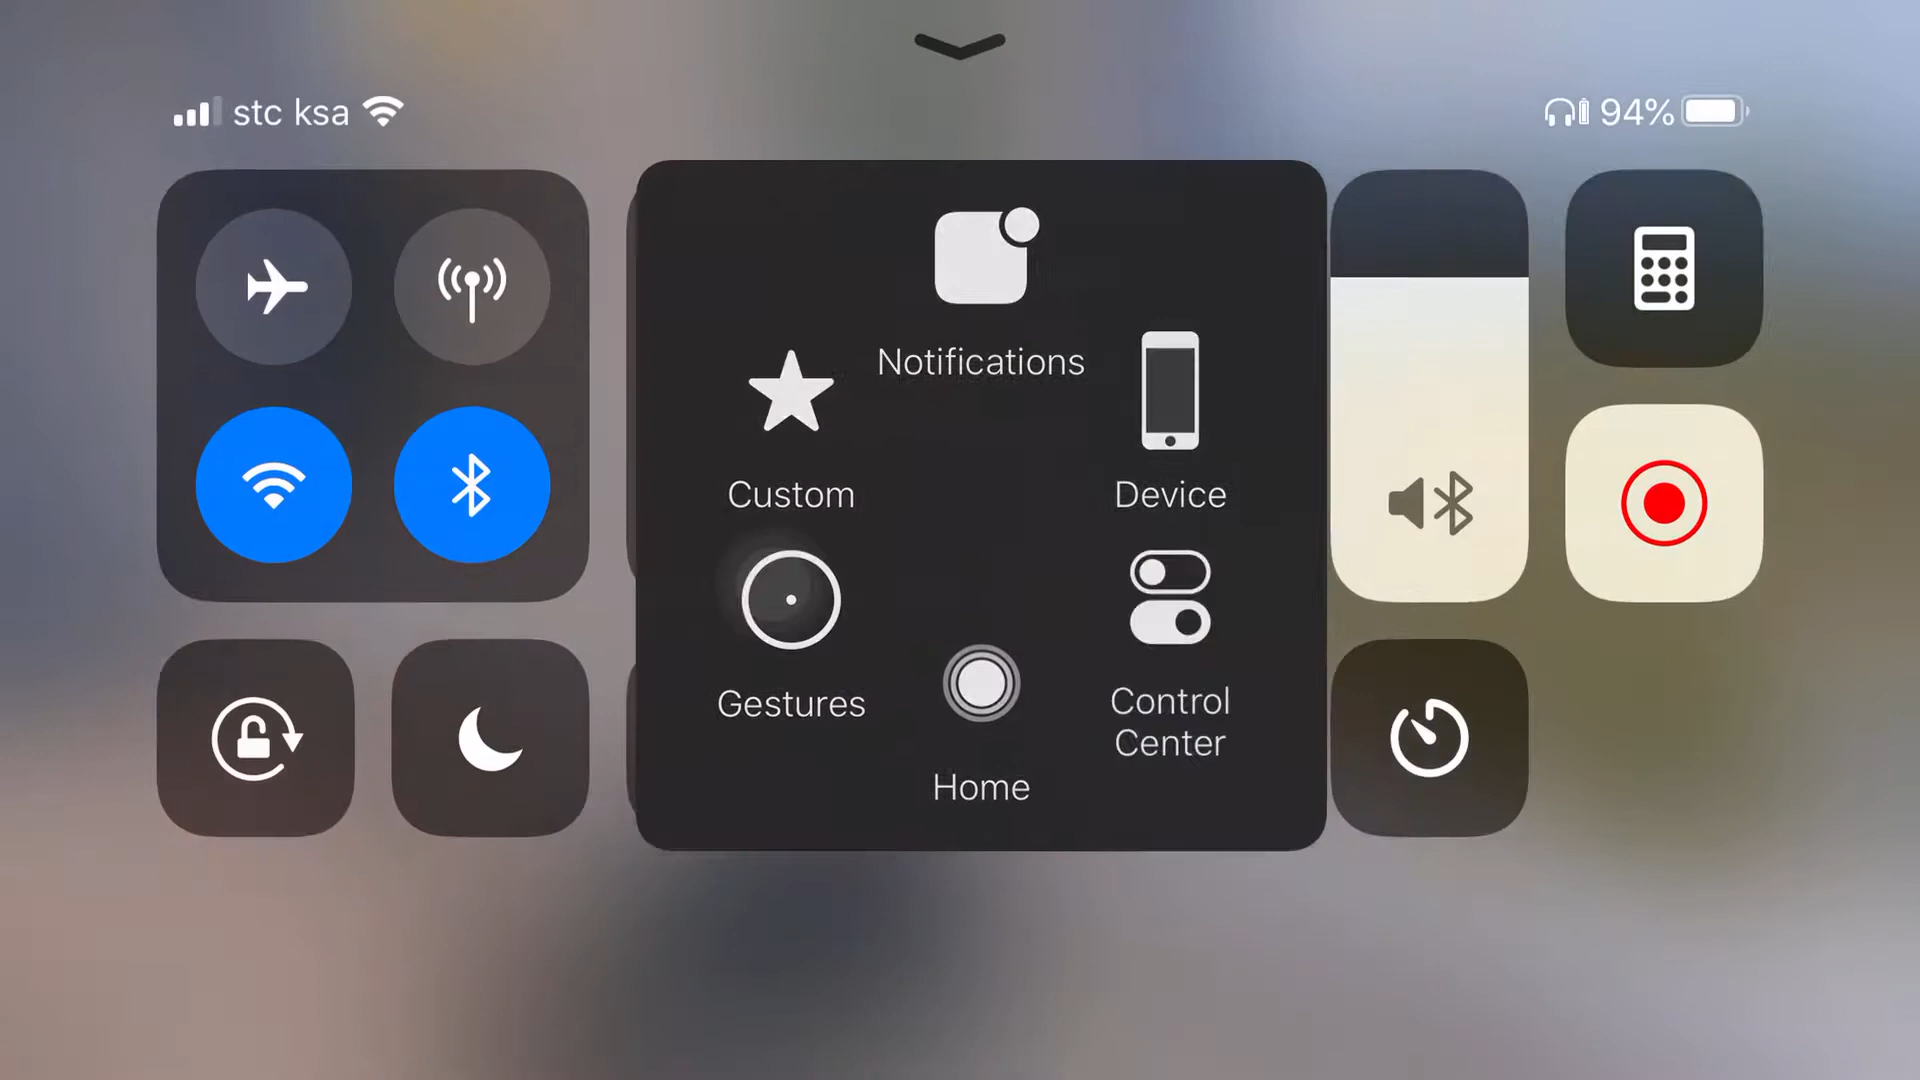 stc ksa
94%
Notifications
Custom
Device
Gestures
Control
Center
Home